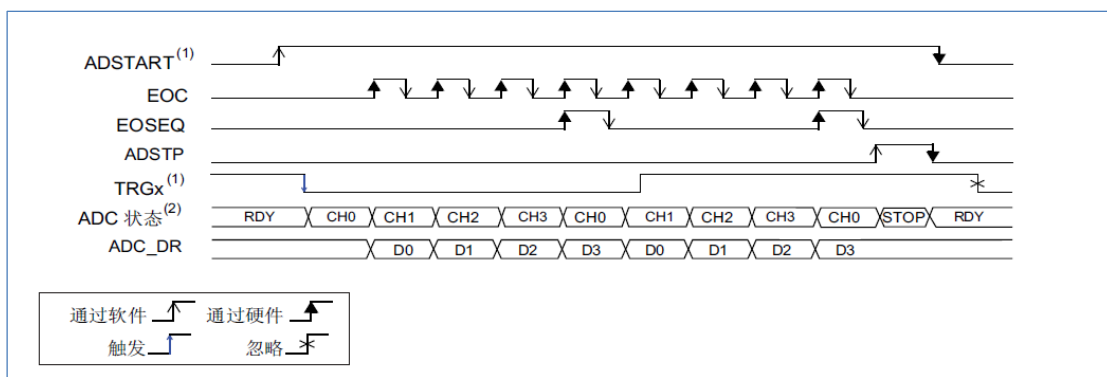 ADSTART(1)
EOC
EOSEQ
ADSTP
TRGx(1)
ADC 状态(2) RDY CH0 CH1 CH2 CH3 CH0 CH1 CH2 CH3 CH0 STOP RDY
ADC_DR D0 D1 D2 D3 D0 D1 D2 D3
通过软件 通过硬件
触发 忽略